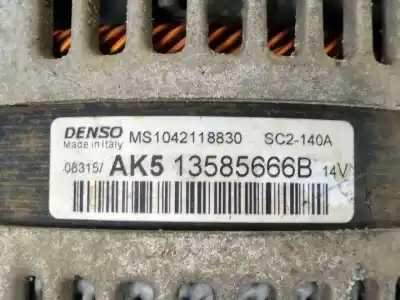 DENSO MS1042118830 SC2-140A
Made in Italy
08315/ AK5 13585666B 14V